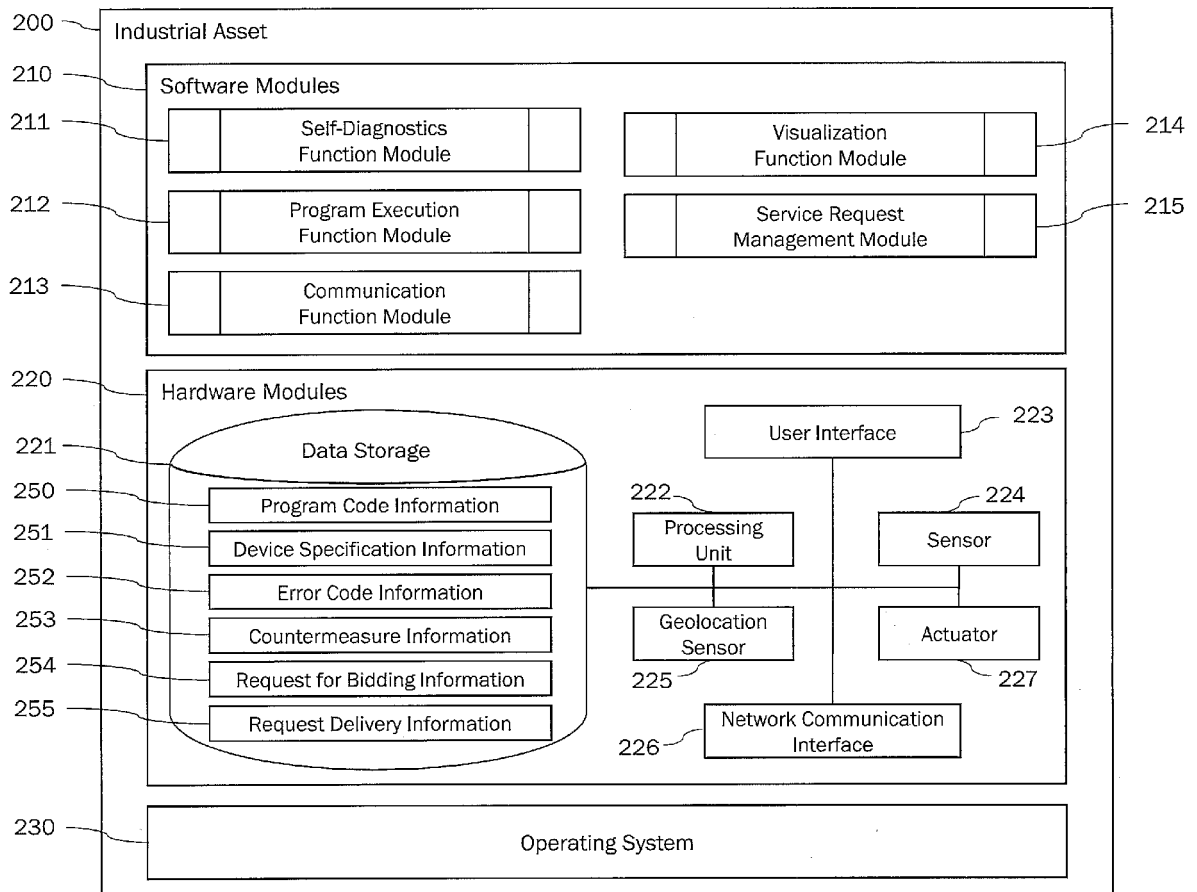 200
Industrial Asset
210
Software Modules
211
Self-Diagnostics
Function Module
212
Program Execution
Function Module
213
Communication
Function Module
Visualization
Function Module
214
Service Request
Management Module
215
220
Hardware Modules
221
Data Storage
250
Program Code Information
251
Device Specification Information
252
Error Code Information
253
Countermeasure Information
254
Request for Bidding Information
255
Request Delivery Information
User Interface
223
222
Processing
Unit
224
Sensor
Geolocation
Sensor
225
Actuator
227
Network Communication
Interface
226
230
Operating System